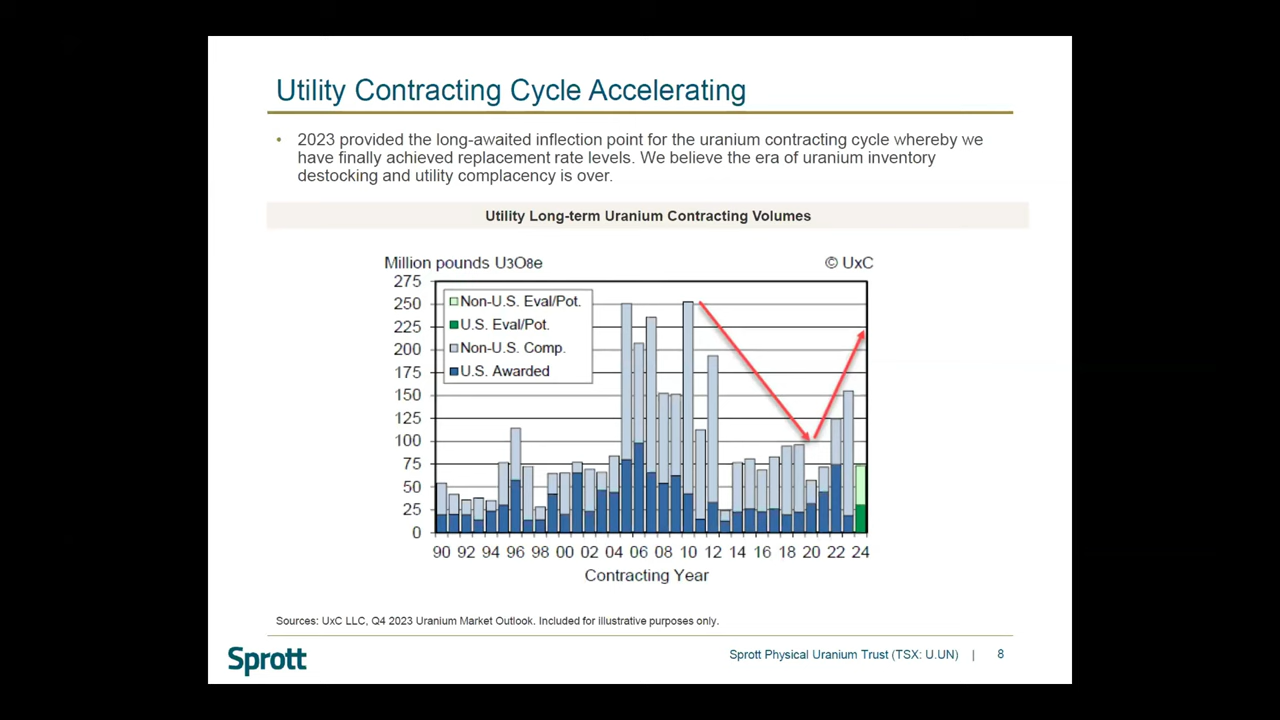 Utility Contracting Cycle Accelerating
• 2023 provided the long-awaited inflection point for the uranium contracting cycle whereby we
have finally achieved replacement rate levels. We believe the era of uranium inventory
destocking and utility complacency is over.
Utility Long-term Uranium Contracting Volumes
Million pounds U3O8e
© UxC
275
250
225
200
175
150
125
100
75
50
25
0
Non-U.S. Eval/Pot.
U.S. Eval/Pot.
Non-U.S. Comp.
U.S. Awarded
90 92 94 96 98 00 02 04 06 08 10 12 14 16 18 20 22 24
Contracting Year
Sources: UxC LLC, Q4 2023 Uranium Market Outlook. Included for illustrative purposes only.
Sprott
Sprott Physical Uranium Trust (TSX: U.UN) | 8